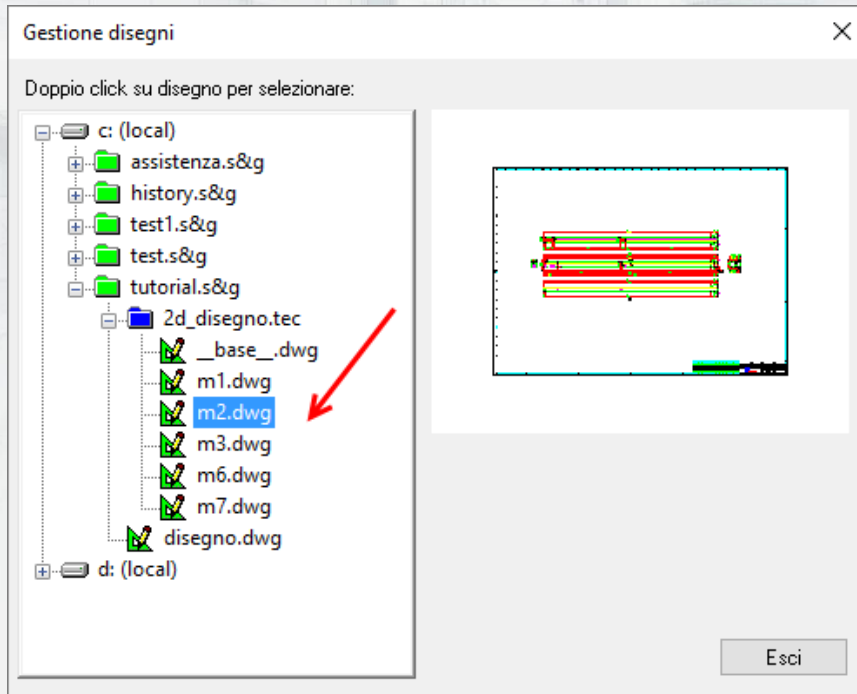 Gestione disegni
Doppio click su disegno per selezionare:
c: (local)
assistenza.s&g
history.s&g
test1.s&g
test.s&g
tutorial.s&g
2d_disegno.tec
__base__.dwg
m1.dwg
m2.dwg
m3.dwg
m6.dwg
m7.dwg
disegno.dwg
d: (local)
Esci